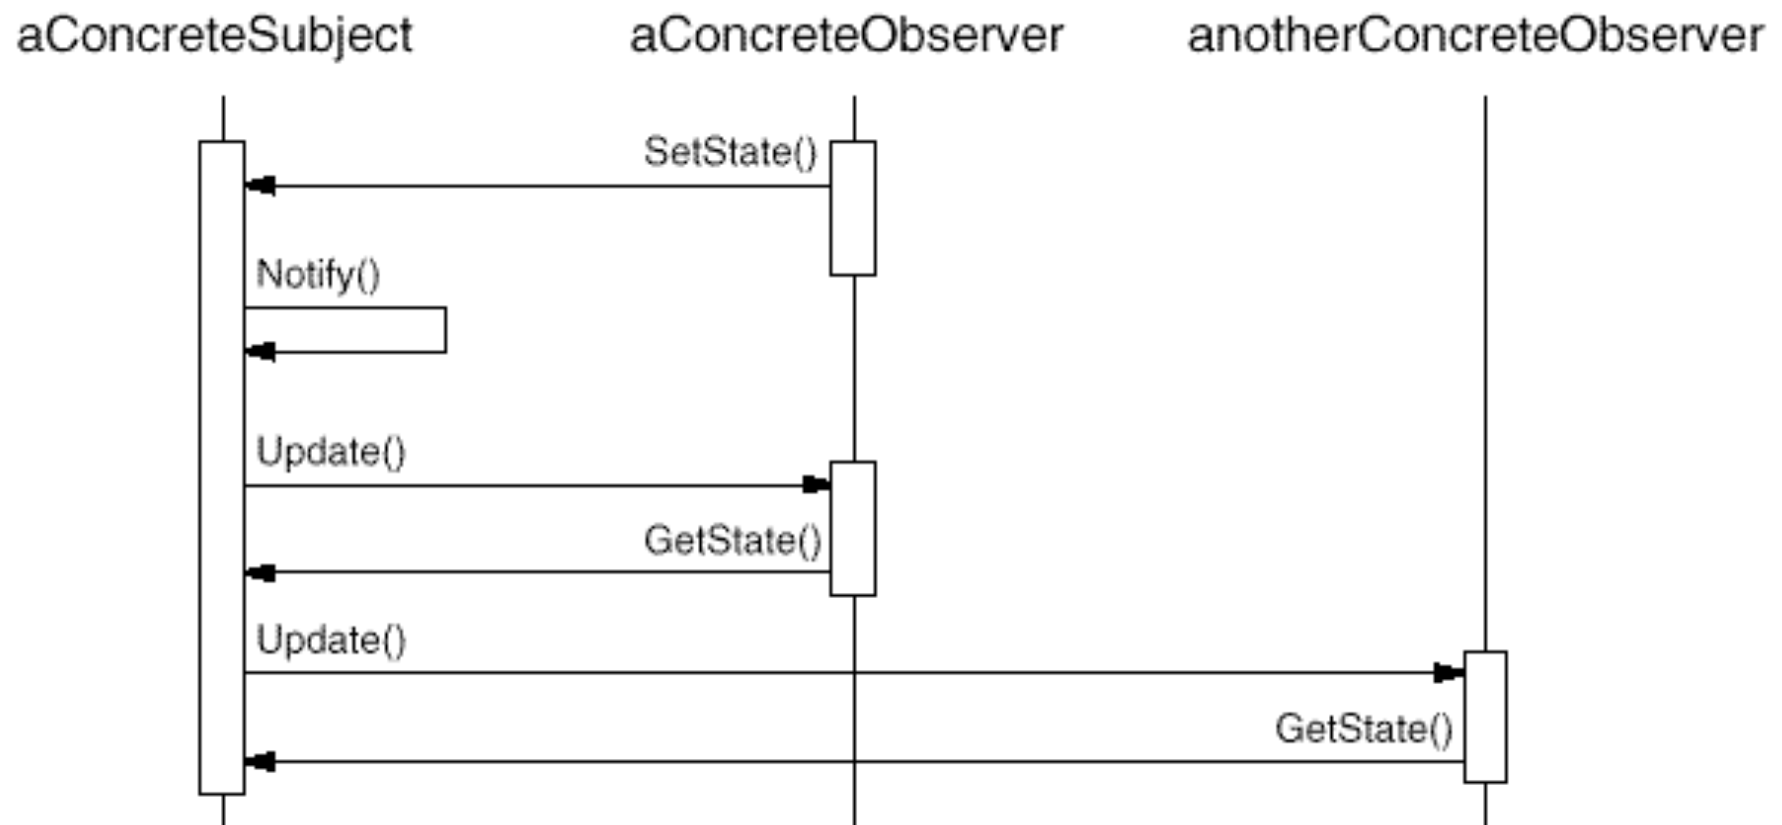 aConcreteSubject aConcreteObserver anotherConcreteObserver
SetState()
Notify()
Update()
GetState()
Update()
GetState()